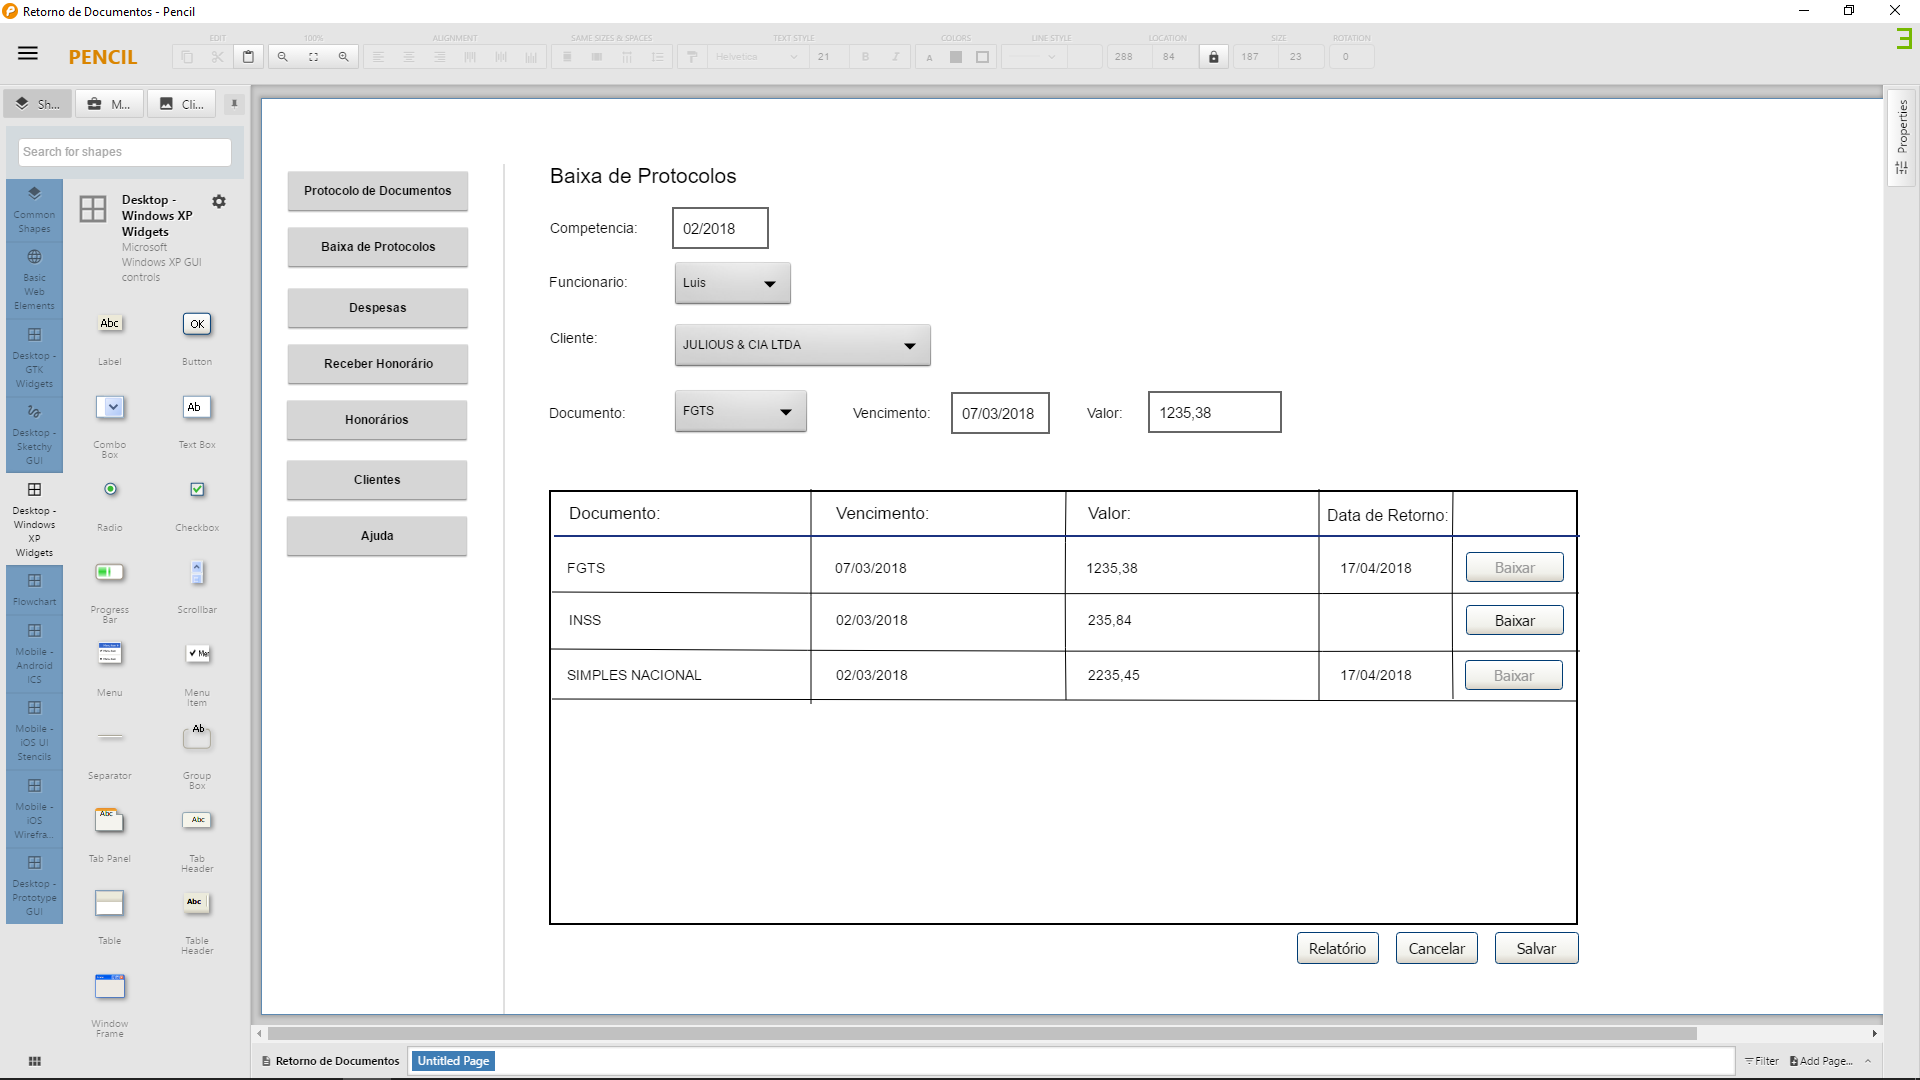 Retorno de Documentos - Pencil
EDIT
100%
ALIGNMENT
SAME SIZES & SPACES
TEXT STYLE
COLORS
LINE STYLE
LOCATION
SIZE
ROTATION
PENCIL
Helvetica
21
B
I
A
288
84
187
23
0
Sh...
M...
Cli...
Search for shapes
Common
Shapes
Basic
Web
Elements
Desktop -
GTK
Widgets
Desktop -
Sketchy
GUI
Desktop -
Windows
XP
Widgets
Flowchart
Mobile -
Android
ICS
Mobile -
iOS UI
Stencils
Mobile -
iOS
Wirefra...
Desktop -
Prototype
GUI
Desktop -
Windows XP
Widgets
Microsoft
Windows XP GUI
controls
Abc
OK
Label
Button
Ab
Combo
Box
Text Box
Radio
Checkbox
Progress
Bar
Scrollbar
Men
Menu
Menu
Item
Ab
Separator
Group
Box
Abc
Abc
Tab Panel
Tab
Header
Abc
Table
Table
Header
Window
Frame
Protocolo de Documentos
Baixa de Protocolos
Despesas
Receber Honorário
Honorários
Clientes
Ajuda
Baixa de Protocolos
Competencia: 02/2018
Funcionario: Luis
Cliente: JULIOUS & CIA LTDA
Documento: FGTS Vencimento: 07/03/2018 Valor: 1235,38
Documento: Vencimento: Valor: Data de Retorno:
FGTS 07/03/2018 1235,38 17/04/2018 Baixar
INSS 02/03/2018 235,84 Baixar
SIMPLES NACIONAL 02/03/2018 2235,45 17/04/2018 Baixar
Relatório Cancelar Salvar
Properties
Retorno de Documentos
Untitled Page
Filter
Add Page...